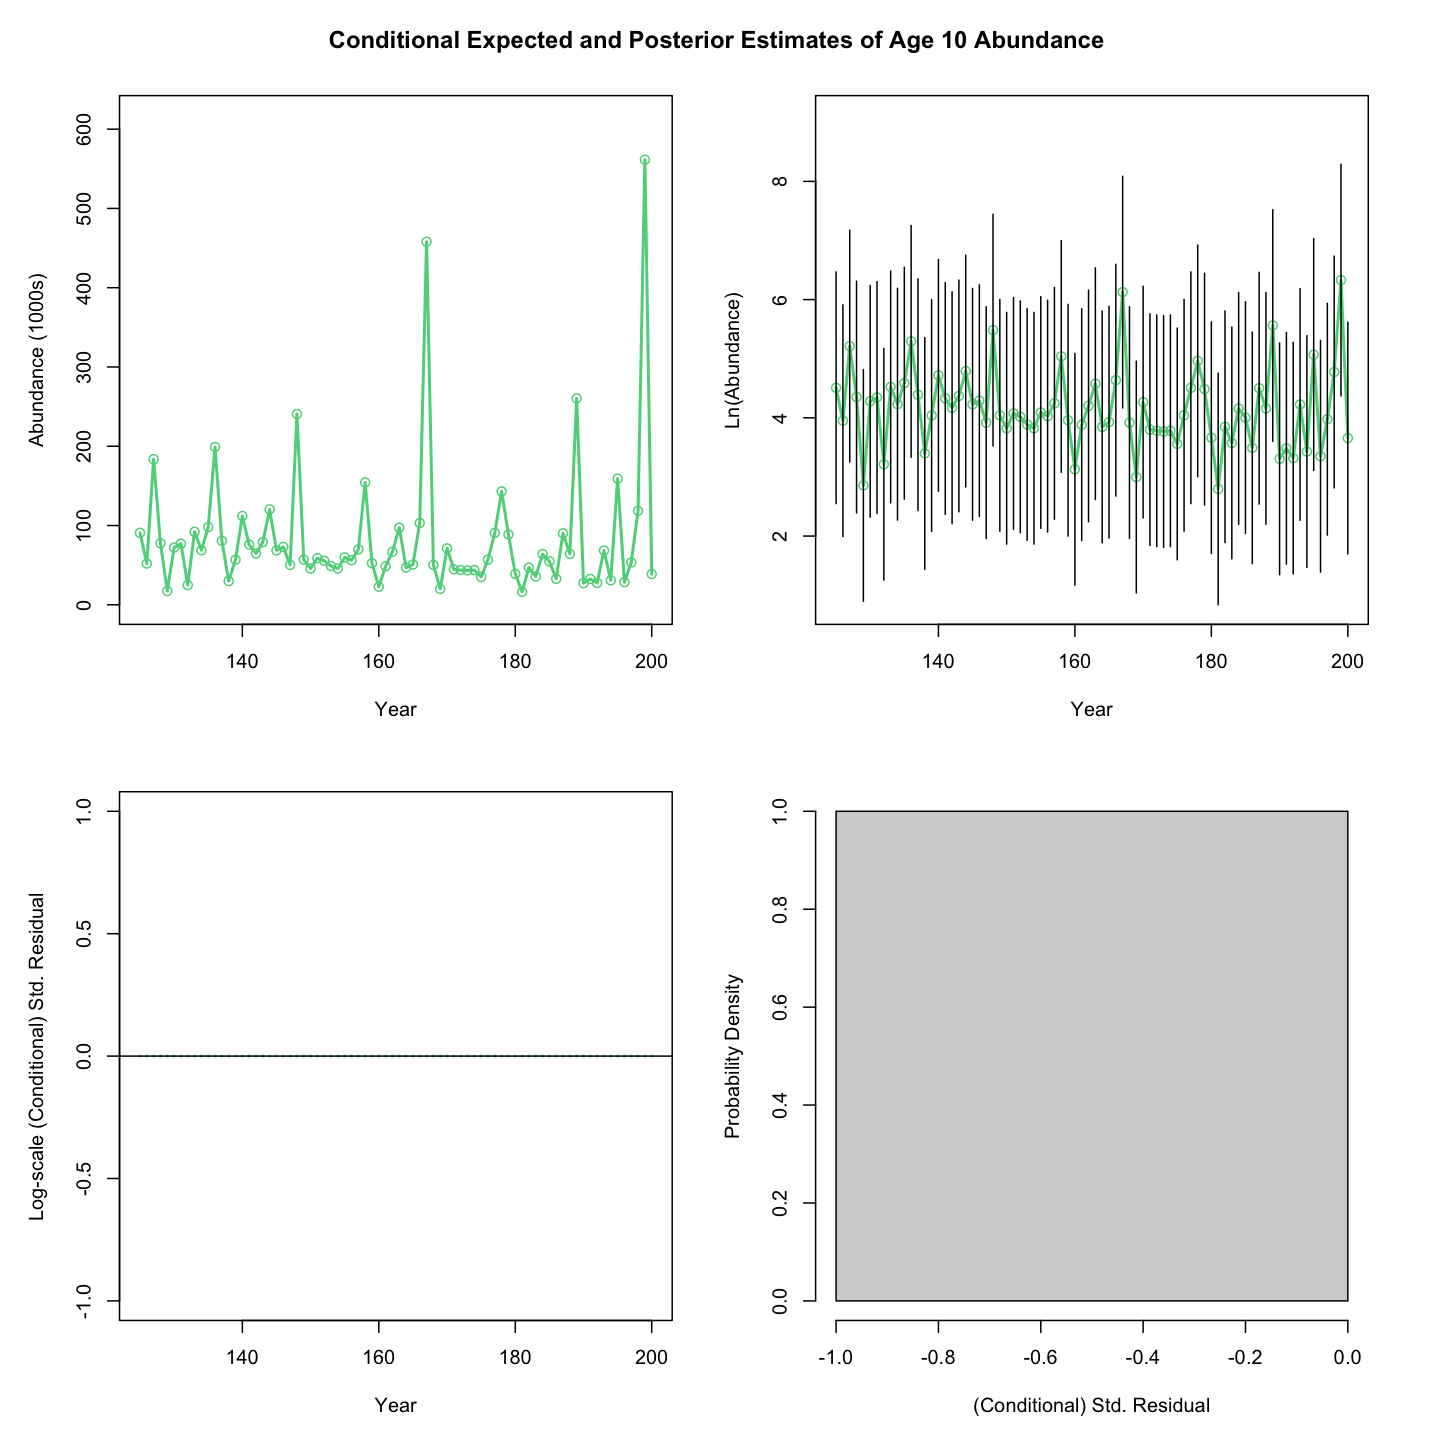 Conditional Expected and Posterior Estimates of Age 10 Abundance
Abundance (1000s)
0 100 200 300 400 500 600
140 160 180 200
Year
Ln(Abundance)
2 4 6 8
140 160 180 200
Year
Log-scale (Conditional) Std. Residual
-1.0 -0.5 0.0 0.5 1.0
140 160 180 200
Year
Probability Density
0.0 0.2 0.4 0.6 0.8 1.0
-1.0 -0.8 -0.6 -0.4 -0.2 0.0
(Conditional) Std. Residual